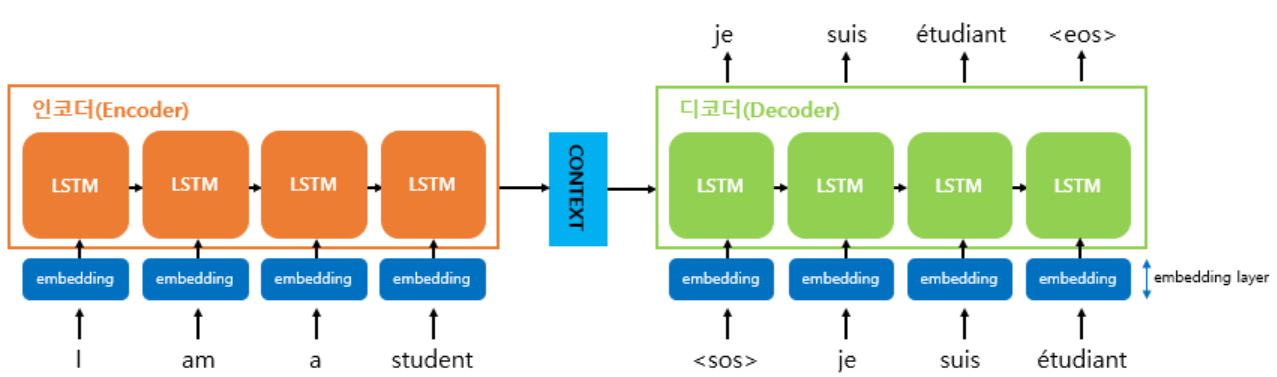 je suis étudiant <eos>
인코더(Encoder)
디코더(Decoder)
LSTM LSTM LSTM LSTM
CONTEXT
LSTM LSTM LSTM LSTM
embedding embedding embedding embedding
embedding embedding embedding embedding
embedding layer
I am a student
<sos> je suis étudiant